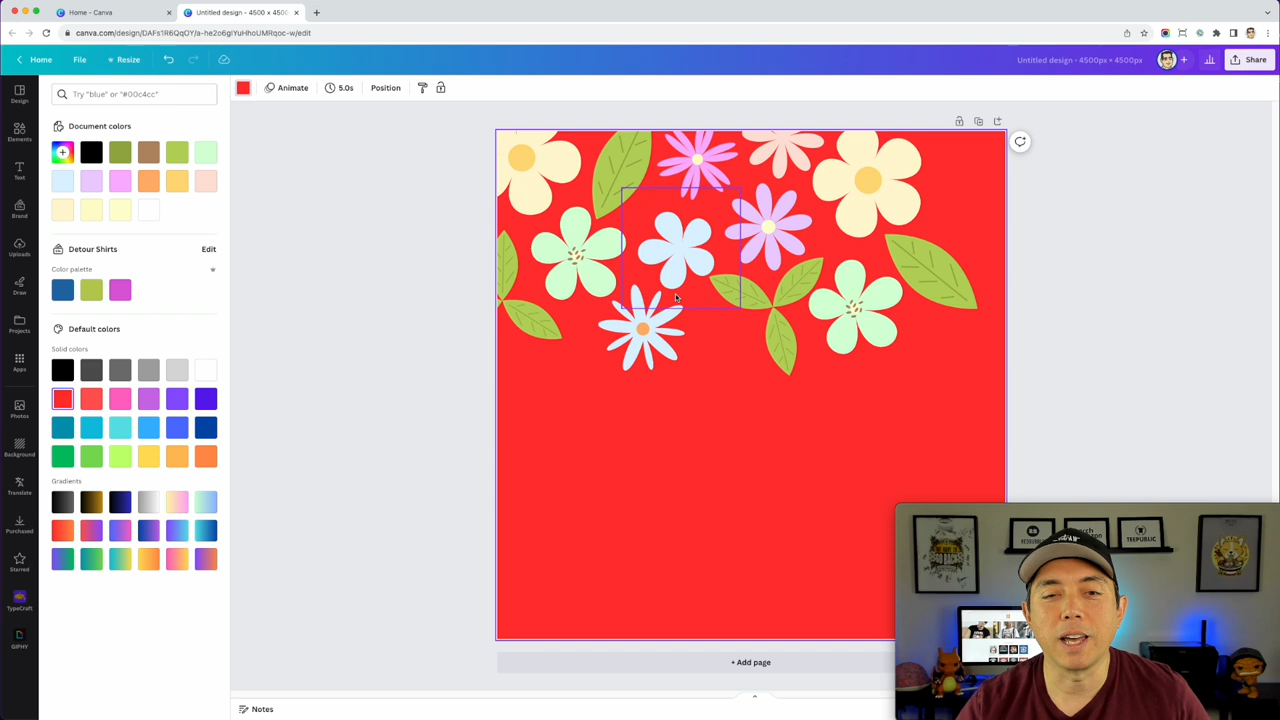 Home - Canva
Untitled design - 4500 × 4500
canva.com/design/DAFs1R6QqOY/a-he2o6gIYuHhoUMRqoc-w/edit
Home
File
Resize
Untitled design - 4500px × 4500px
Share
Design
Elements
Text
Brand
Uploads
Draw
Projects
Apps
Photos
Background
Translate
Purchased
Starred
TypeCraft
GIPHY
Try "blue" or "#00c4cc"
Document colors
Detour Shirts
Edit
Color palette
Default colors
Solid colors
Gradients
Animate
5.0s
Position
+ Add page
Notes
REDBUBBLE
TEEPUBLIC